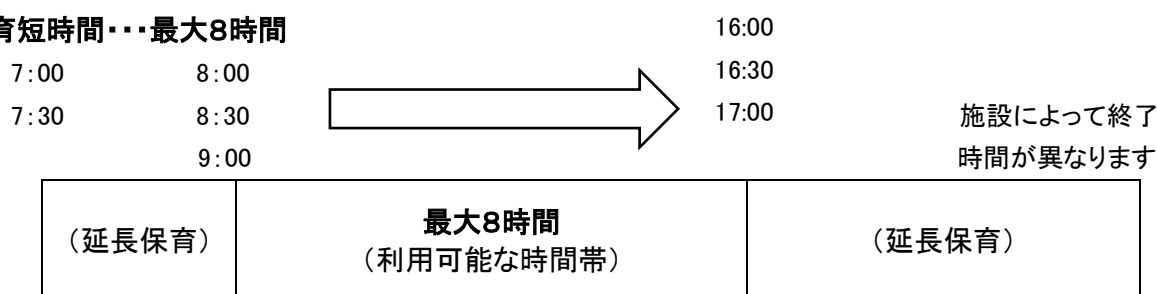 育短時間・・・最大8時間
16:00
7:00 8:00 16:30
7:30 8:30 17:00 施設によって終了
9:00 時間が異なります
（延長保育） 最大8時間 （延長保育）
（利用可能な時間帯）